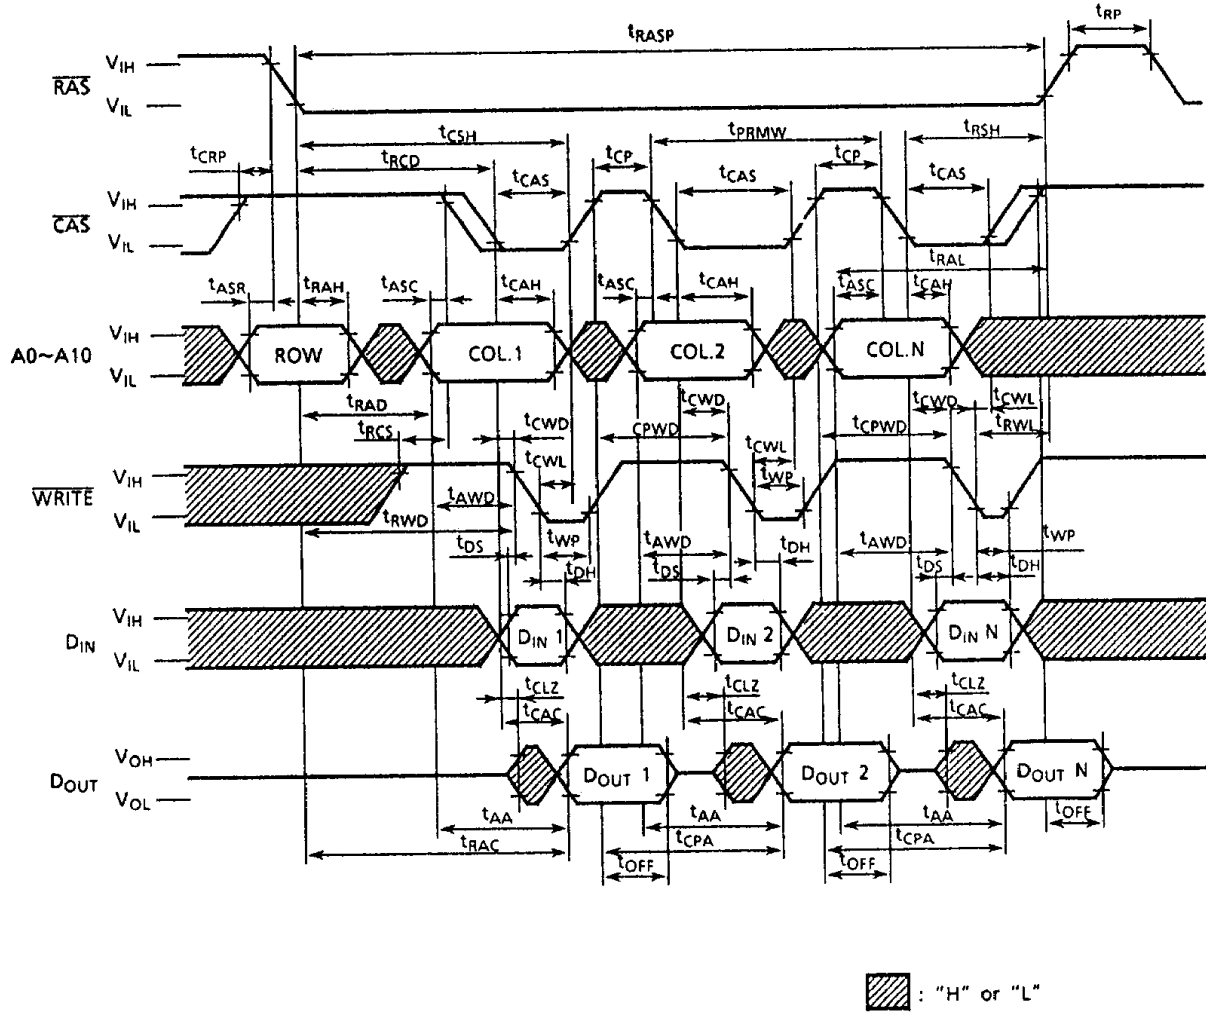 tRP
tRASP
RAS VIH
VIL
tCSH tPRMW tRSH
tCRP tRCD tCP tCP
tCAS tCAS tCAS
CAS VIH
VIL
tRAL
tASR tRAH tASC tCAH tASC tCAH tASC tCAH
A0~A10 VIH
VIL
ROW COL.1 COL.2 COL.N
tRAD tCWD tCWD tCWL
tRCS tCWD CPWD tCPWD tRWL
tCWL tCWL
WRITE VIH
VIL
tWP
tAWD
tRWD
tDS tWP tAWD tDH tAWD tWP
tDH tDS tDS tDH
DIN VIH
VIL
DIN 1 DIN 2 DIN N
tCLZ tCLZ tCLZ
tCAC tCAC tCAC
DOUT VOH
VOL
DOUT 1 DOUT 2 DOUT N
tAA tAA tAA tOFF
tRAC tCPA tCPA
tOFF tOFF
: "H" or "L"